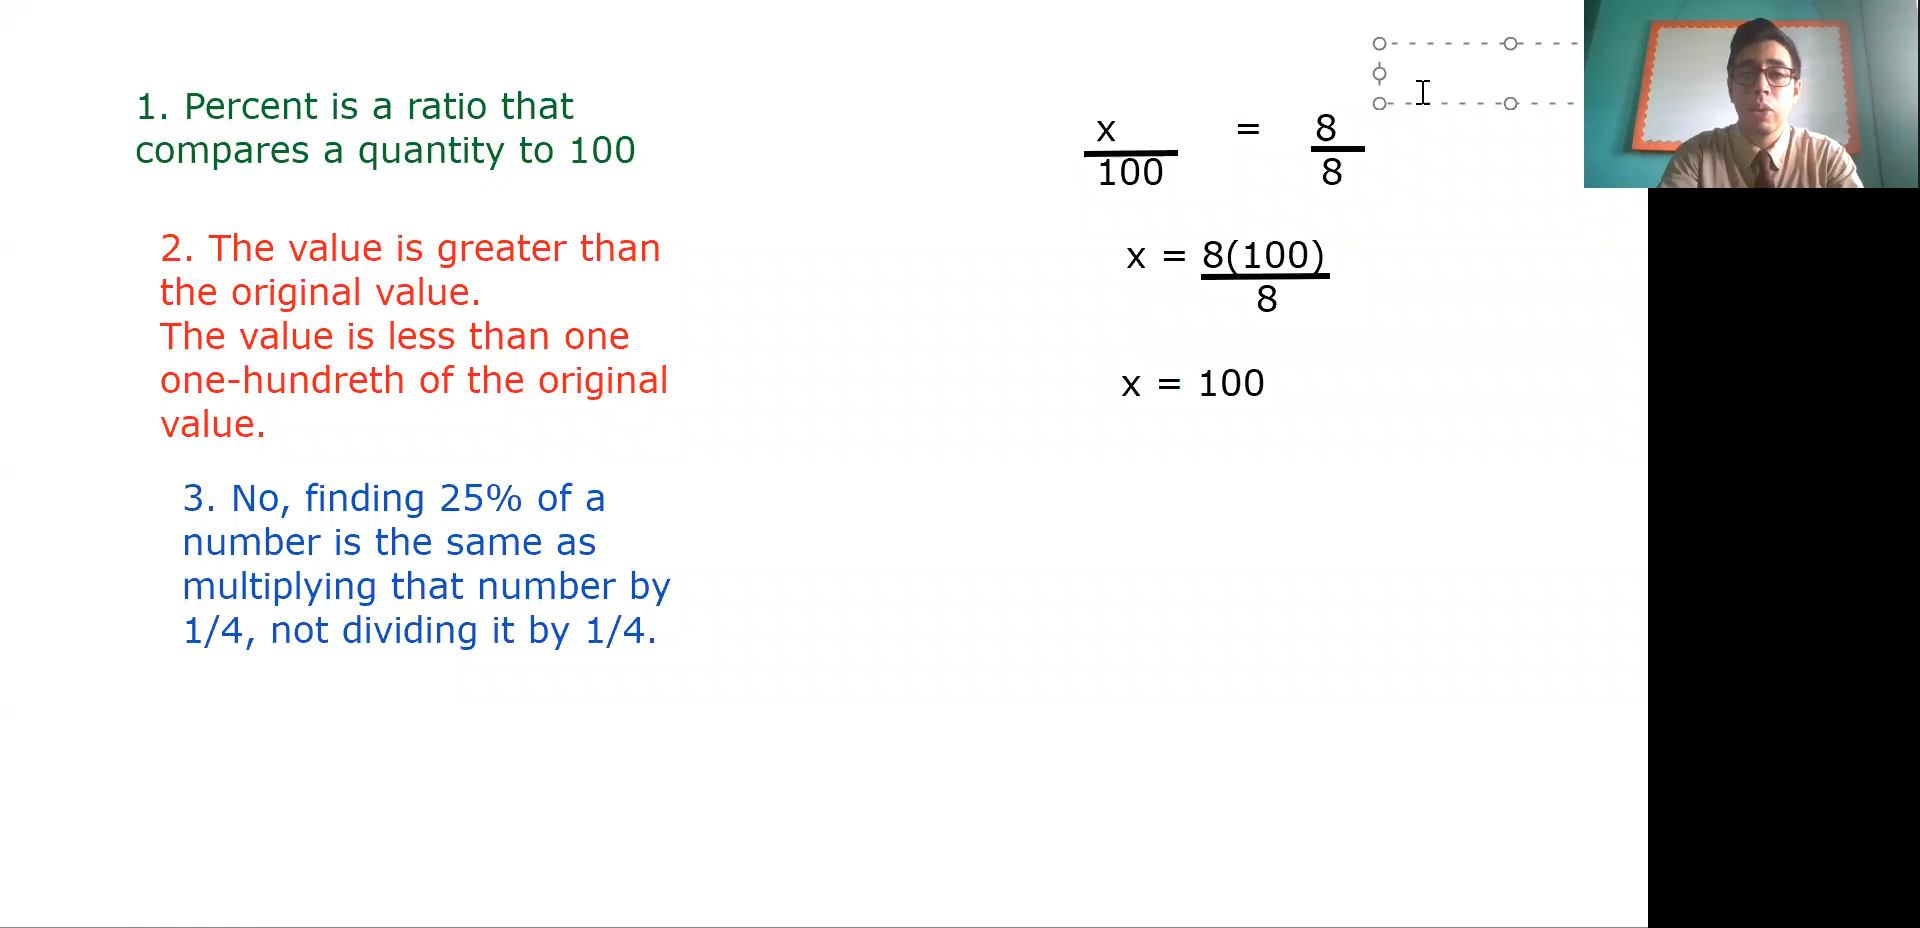 1. Percent is a ratio that
compares a quantity to 100
2. The value is greater than
the original value.
The value is less than one
one-hundreth of the original
value.
3. No, finding 25% of a
number is the same as
multiplying that number by
1/4, not dividing it by 1/4.
x = 8
100 8
x = 8(100)
8
x = 100